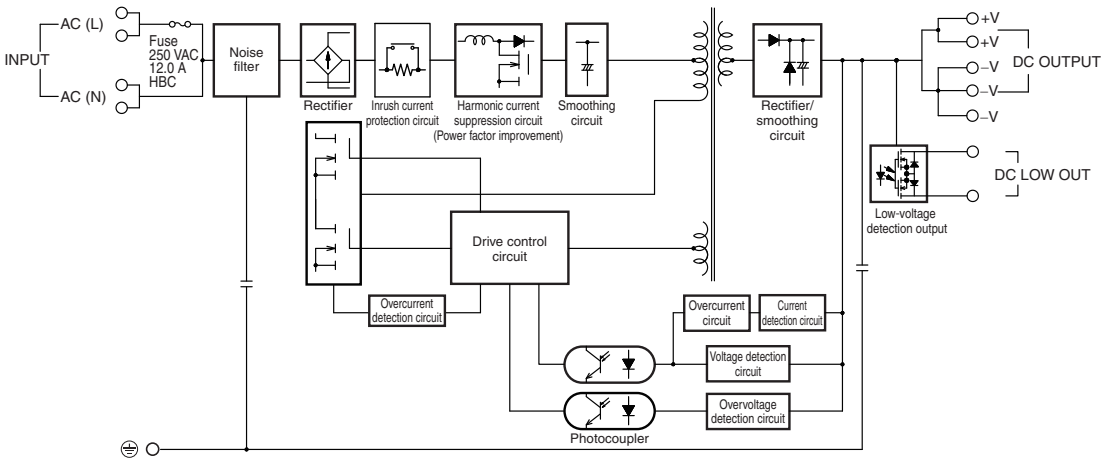 INPUT
AC (L)
AC (N)
Fuse
250 VAC
12.0 A
HBC
Noise
filter
Rectifier
Inrush current
protection circuit
Harmonic current
suppression circuit
(Power factor improvement)
Smoothing
circuit
Rectifier/
smoothing
circuit
+V
+V
−V
−V
−V
DC OUTPUT
DC LOW OUT
Low-voltage
detection output
Drive control
circuit
Overcurrent
detection circuit
Overcurrent
circuit
Current
detection circuit
Voltage detection
circuit
Overvoltage
detection circuit
Photocoupler